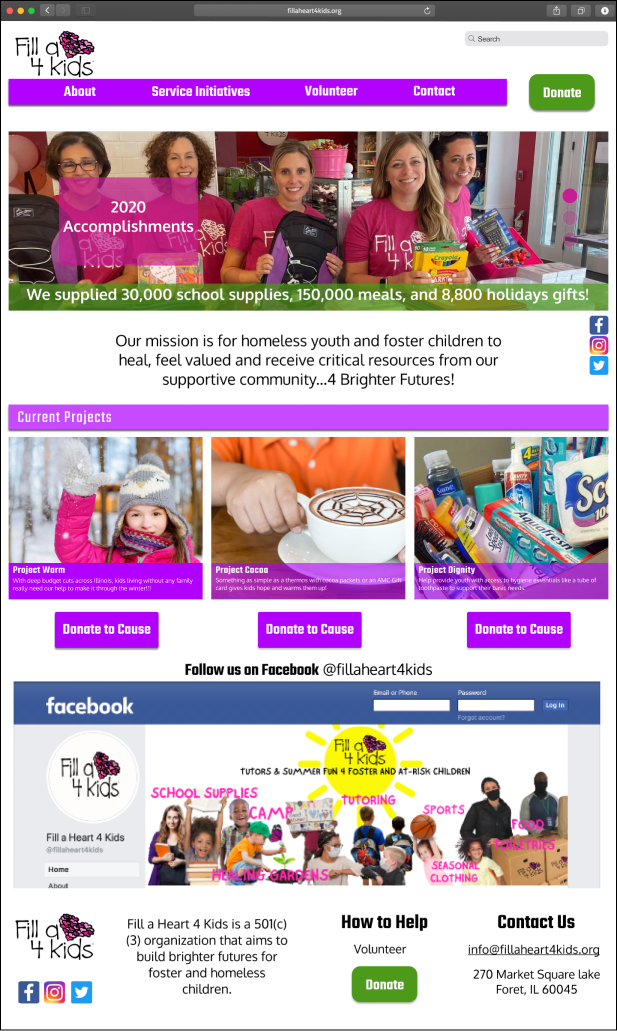 fillaheart4kids.org
Fill a
4 kids
Search
About
Service Initiatives
Volunteer
Contact
Donate
4 KIDS
2020
Accomplishments
Fill a
4 kids
Fill a
4 kids
Crayola
We supplied 30,000 school supplies, 150,000 meals, and 8,800 holidays gifts!
Our mission is for homeless youth and foster children to
heal, feel valued and receive critical resources from our
supportive community...4 Brighter Futures!
Current Projects
Project Warm
With deep budget cuts across Illinois, kids living without any family
really need our help to make it through the winter!!!
Project Cocoa
Something as simple as a thermos with cocoa packets or an AMC Gift
card gives kids hope and warms them up!
Suave
Aquafresh
Sc
Project Dignity
Help provide youth with access to hygiene essentials like a tube of
toothpaste to support their basic needs
Donate to Cause
Donate to Cause
Donate to Cause
Follow us on Facebook @fillaheart4kids
facebook
Email or Phone
Password
Log In
Forgot account?
Fill a
4 kids
Fill a
4 kids
TUTORS & SUMMER FUN 4 FOSTER AND AT-RISK CHILDREN
SCHOOL SUPPLIES
CAMP
TUTORING
SPORTS
FOOD
TOILETRIES
HEALING GARDENS
SEASONAL
CLOTHING
Fill a Heart 4 Kids
@fillaheart4kids
Home
About
Fill a
4 kids
Fill a Heart 4 Kids is a 501(c)
(3) organization that aims to
build brighter futures for
foster and homeless
children.
How to Help
Volunteer
Donate
Contact Us
info@fillaheart4kids.org
270 Market Square lake
Foret, IL 60045